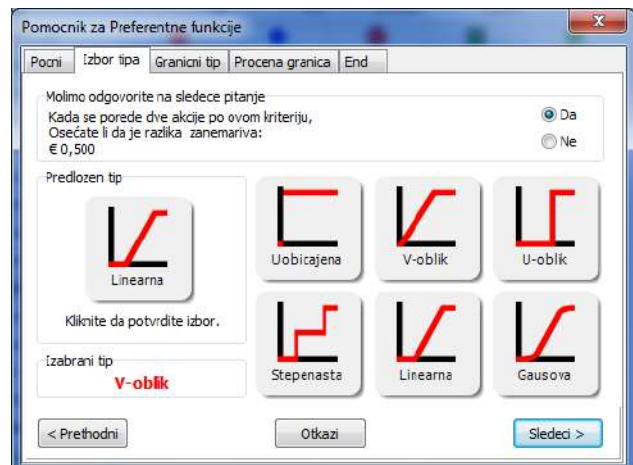 Pomocnik za Preferentne funkcije
Pocni
Izbor tipa
Granicni tip
Procena granica
End
Molimo odgovorite na sledece pitanje
Kada se porede dve akcije po ovom kriteriju,
Osećate li da je razlika zanemariva:
€ 0,500
Da
Ne
Predlozen tip
Linearna
Kliknite da potvrdite izbor.
Izabrani tip
V-oblik
Uobicajena
V-oblik
U-oblik
Stepenasta
Linearna
Gausova
< Prethodni
Otkazi
Sledeci >